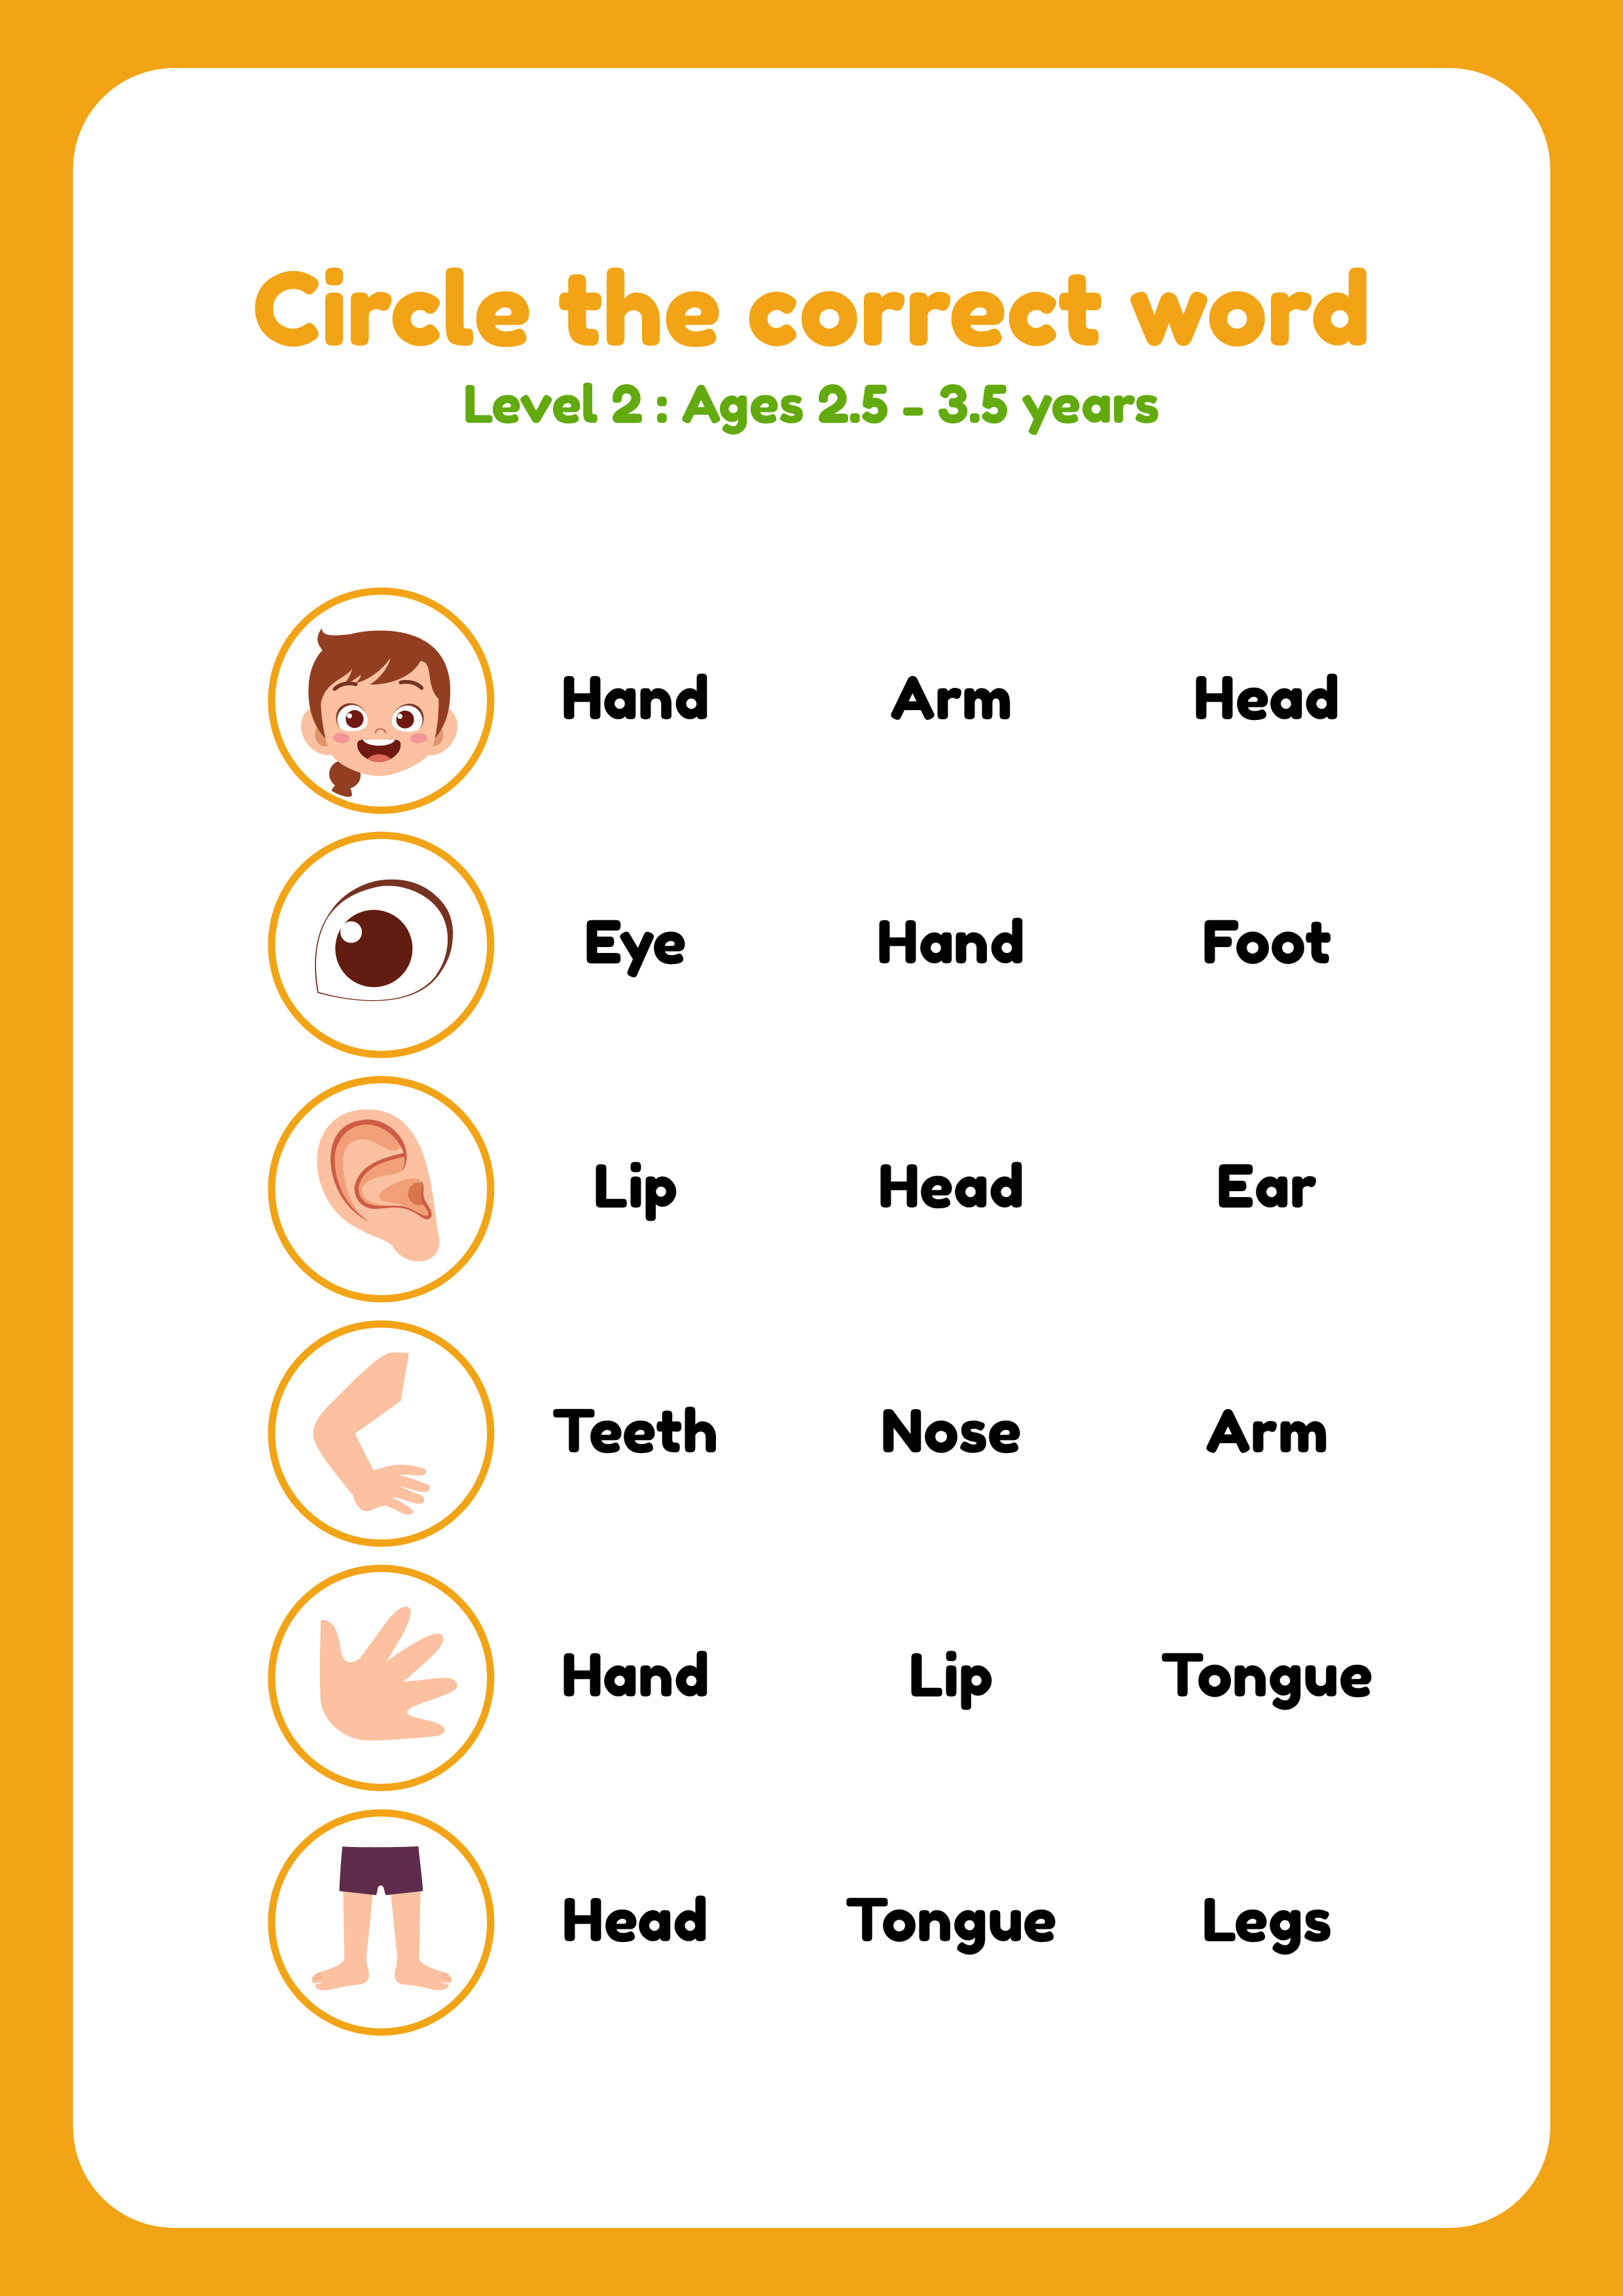 Circle the correct word
Level 2 : Ages 2.5 - 3.5 years
Hand Arm Head
Eye Hand Foot
Lip Head Ear
Teeth Nose Arm
Hand Lip Tongue
Head Tongue Legs